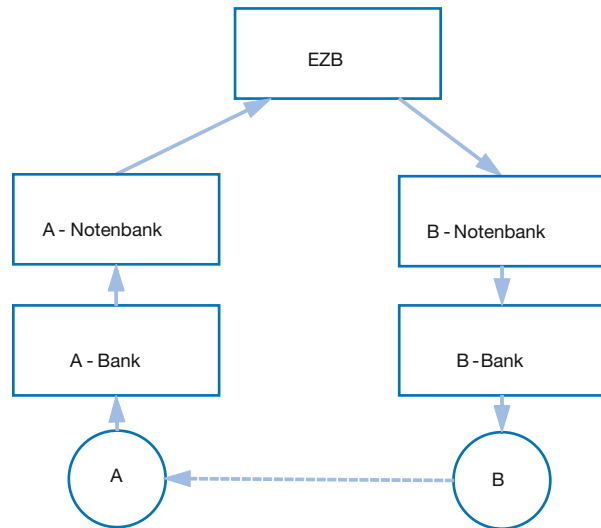 EZB
A - Notenbank
B - Notenbank
A - Bank
B - Bank
A
B